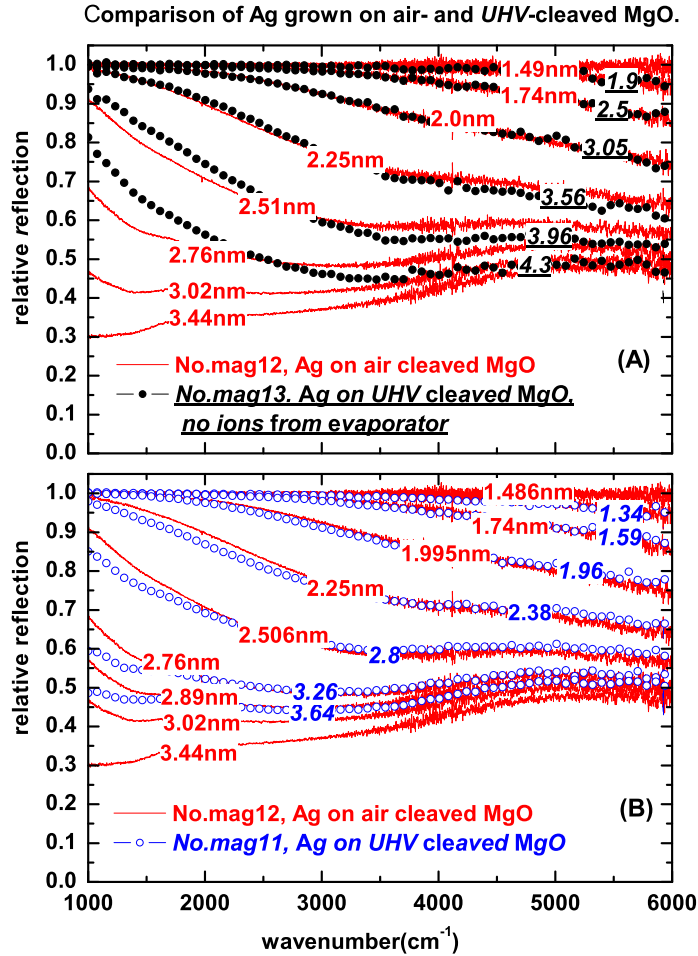 Comparison of Ag grown on air- and UHV-cleaved MgO.
1.0
0.9
0.8
0.7
0.6
0.5
0.4
0.3
0.2
0.1
0.0
relative reflection
1.49nm
1.74nm
2.0nm
2.25nm
2.51nm
2.76nm
3.02nm
3.44nm
1.9
2.5
3.05
3.56
3.96
4.3
(A)
No.mag12, Ag on air cleaved MgO
No.mag13. Ag on UHV cleaved MgO,
no ions from evaporator
1.0
0.9
0.8
0.7
0.6
0.5
0.4
0.3
0.2
0.1
0.0
relative reflection
1.486nm
1.74nm
1.995nm
2.25nm
2.506nm
2.76nm
2.89nm
3.02nm
3.44nm
1.34
1.59
1.96
2.38
2.8
3.26
3.64
(B)
No.mag12, Ag on air cleaved MgO
No.mag11, Ag on UHV cleaved MgO
1000 2000 3000 4000 5000 6000
wavenumber(cm⁻¹)